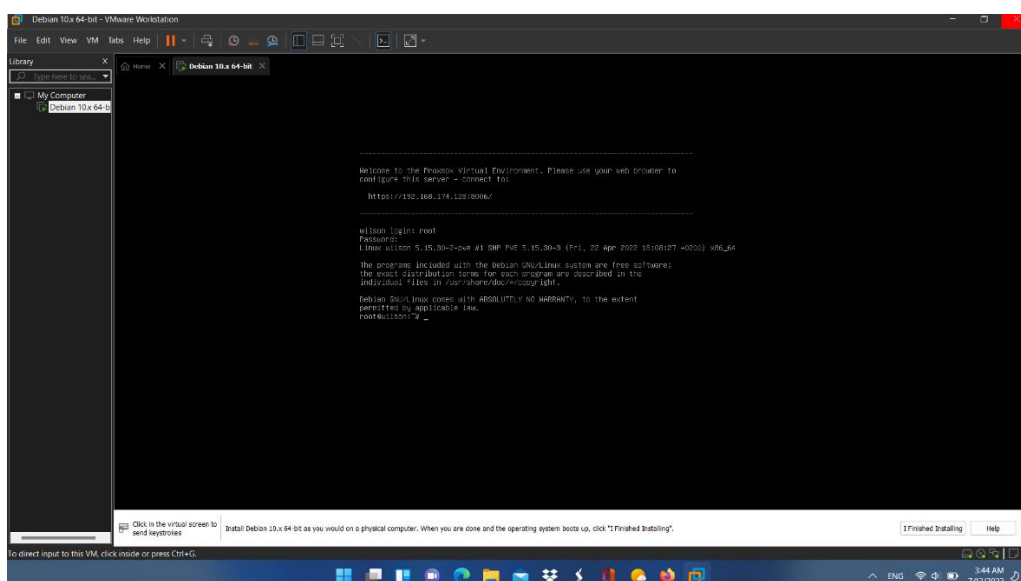 Debian 10.x 64-bit - VMware Workstation
File Edit View VM Tabs Help
Library X
Type here to sea...
Home X Debian 10.x 64-bit X
My Computer
Debian 10.x 64-b
Welcome to the Proxmox Virtual Environment. Please use your web browser to
configure this server - connect to:
https://192.168.174.128:8006/
wilson login: root
Password:
Linux wilson 5.15.30-2-pve #1 SMP PVE 5.15.30-3 (Fri, 22 Apr 2022 18:08:27 +0200) x86_64
The programs included with the Debian GNU/Linux system are free software;
the exact distribution terms for each program are described in the
individual files in /usr/share/doc/*/copyright.
Debian GNU/Linux comes with ABSOLUTELY NO WARRANTY, to the extent
permitted by applicable law.
root@wilson:~# _
Click in the virtual screen to
send keystrokes
Install Debian 10.x 64-bit as you would on a physical computer. When you are done and the operating system boots up, click "I Finished Installing".
I Finished Installing Help
To direct input to this VM, click inside or press Ctrl+G.
ENG 3:44 AM